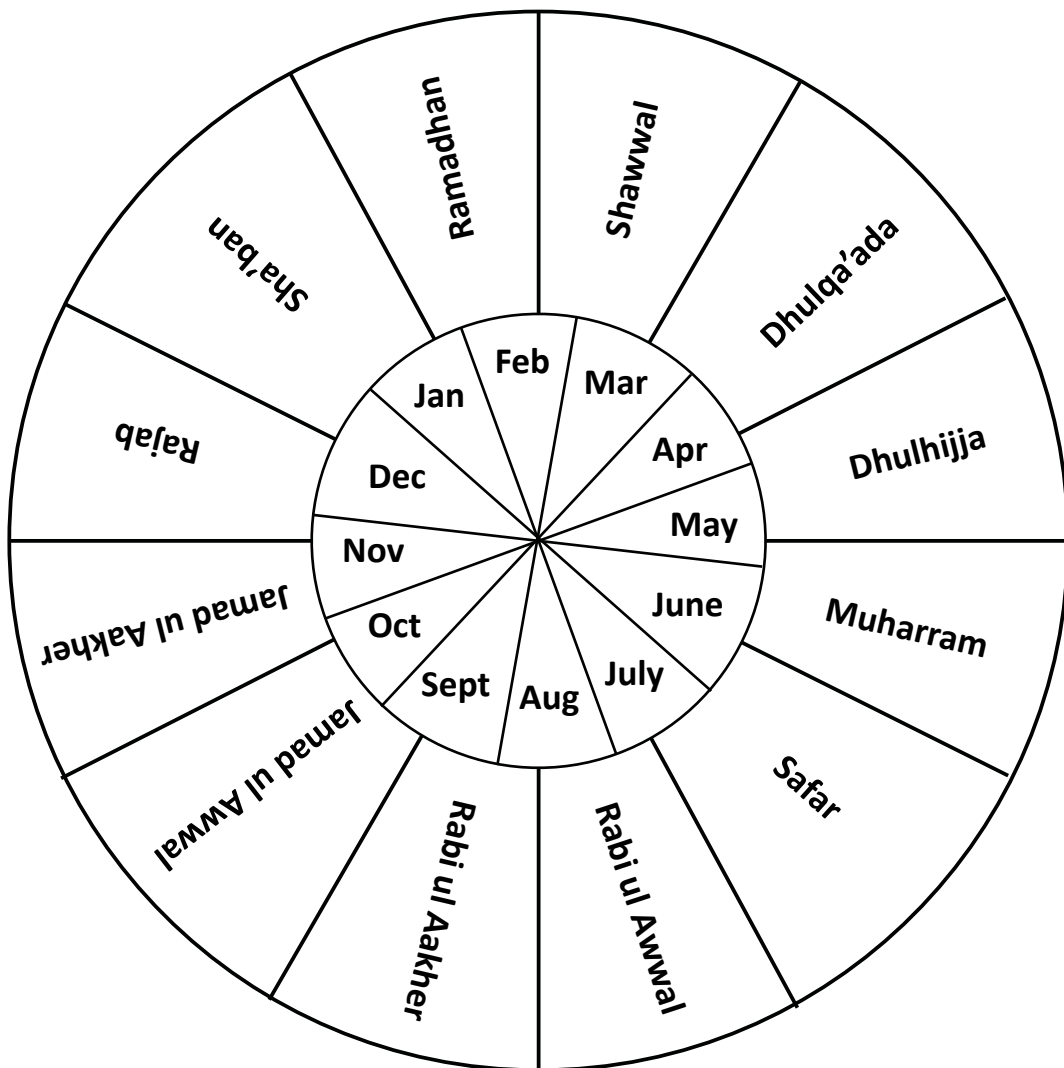 Ramadhan
Shawwal
Dhulqa’ada
Dhulhijja
Muharram
Safar
Rabi ul Awwal
Rabi ul Aakher
Jamad ul Awwal
Jamad ul Aakher
Rajab
Sha’ban
Jan
Feb
Mar
Apr
May
June
July
Aug
Sept
Oct
Nov
Dec